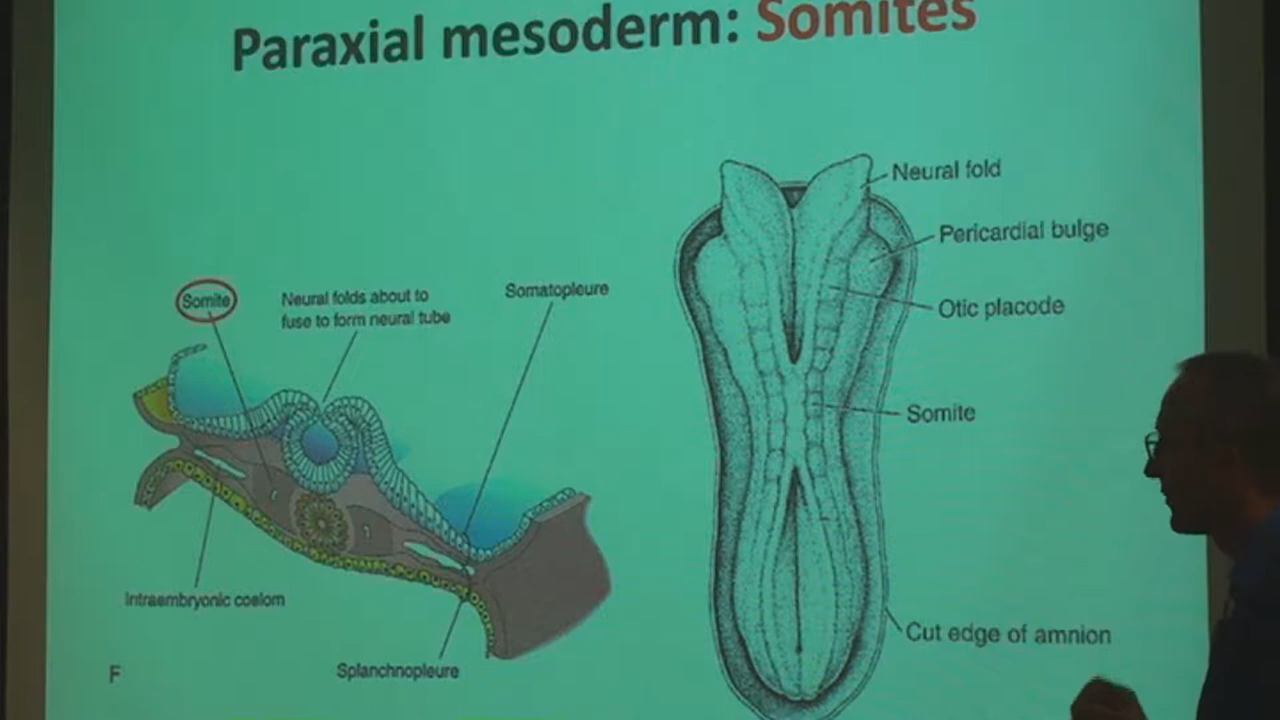 Paraxial mesoderm: Somites
Somite
Neural folds about to
fuse to form neural tube
Somatopleure
Intraembryonic coelom
Splanchnopleure
F
Neural fold
Pericardial bulge
Otic placode
Somite
Cut edge of amnion